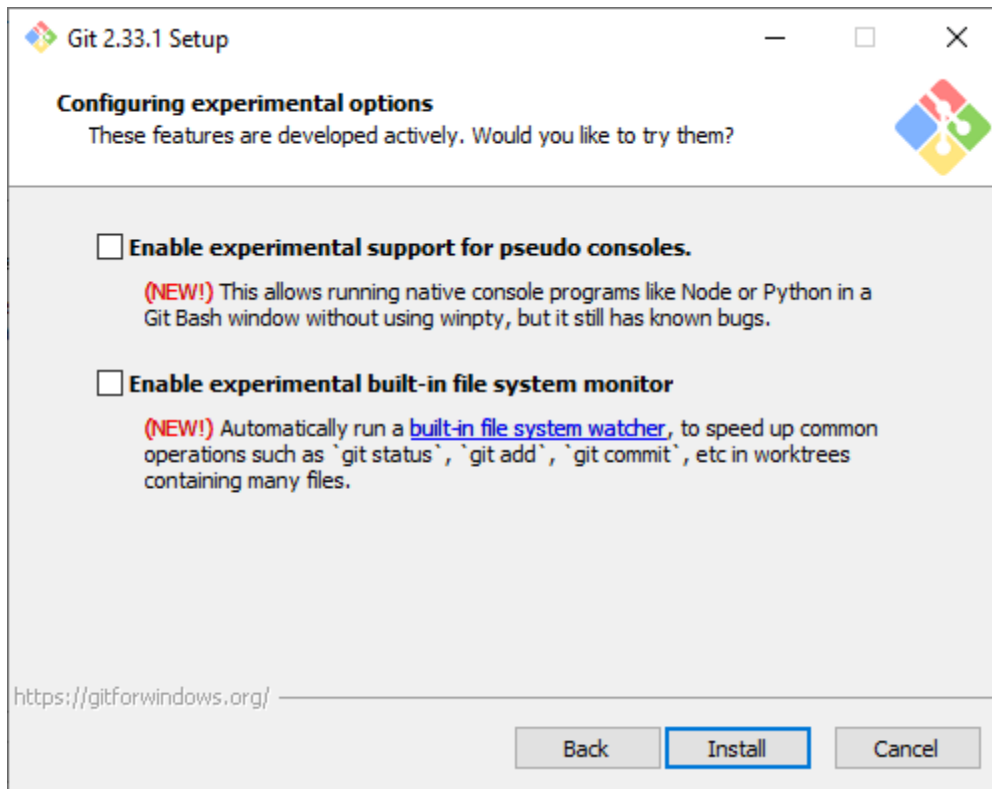 Git 2.33.1 Setup
Configuring experimental options
These features are developed actively. Would you like to try them?
Enable experimental support for pseudo consoles.
(NEW!) This allows running native console programs like Node or Python in a
Git Bash window without using winpty, but it still has known bugs.
Enable experimental built-in file system monitor
(NEW!) Automatically run a built-in file system watcher, to speed up common
operations such as `git status`, `git add`, `git commit`, etc in worktrees
containing many files.
https://gitforwindows.org/
Back Install Cancel